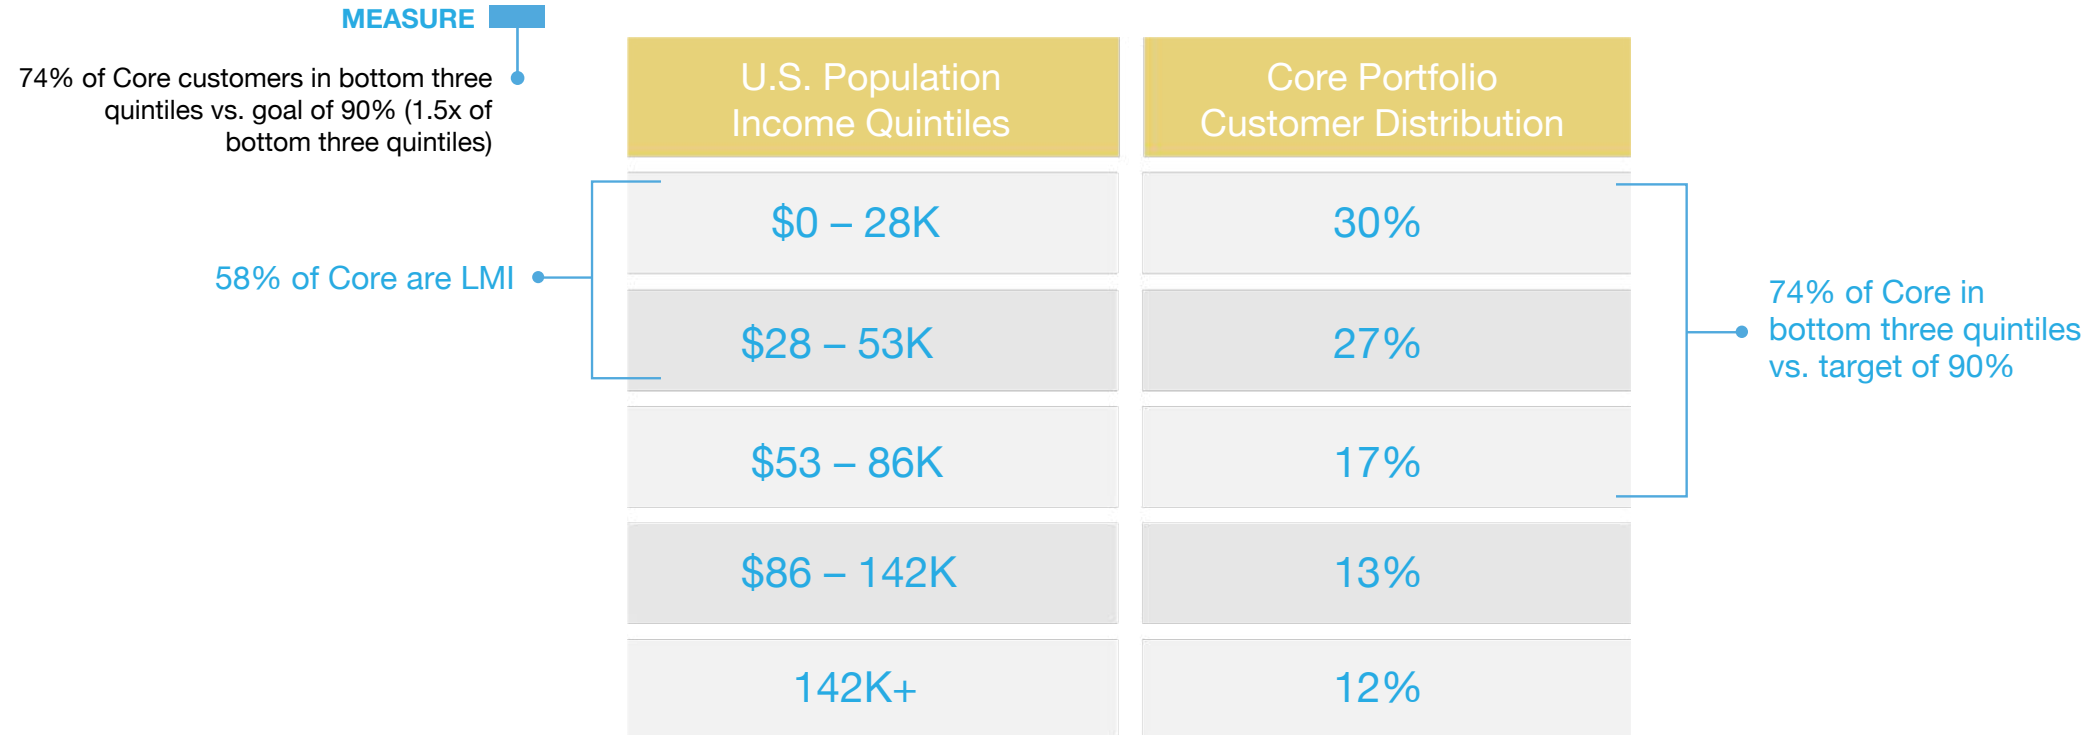 MEASURE
74% of Core customers in bottom three
quintiles vs. goal of 90% (1.5x of
bottom three quintiles)
U.S. Population
Income Quintiles
Core Portfolio
Customer Distribution
$0 – 28K
30%
58% of Core are LMI
$28 – 53K
27%
74% of Core in
bottom three quintiles
vs. target of 90%
$53 – 86K
17%
$86 – 142K
13%
142K+
12%